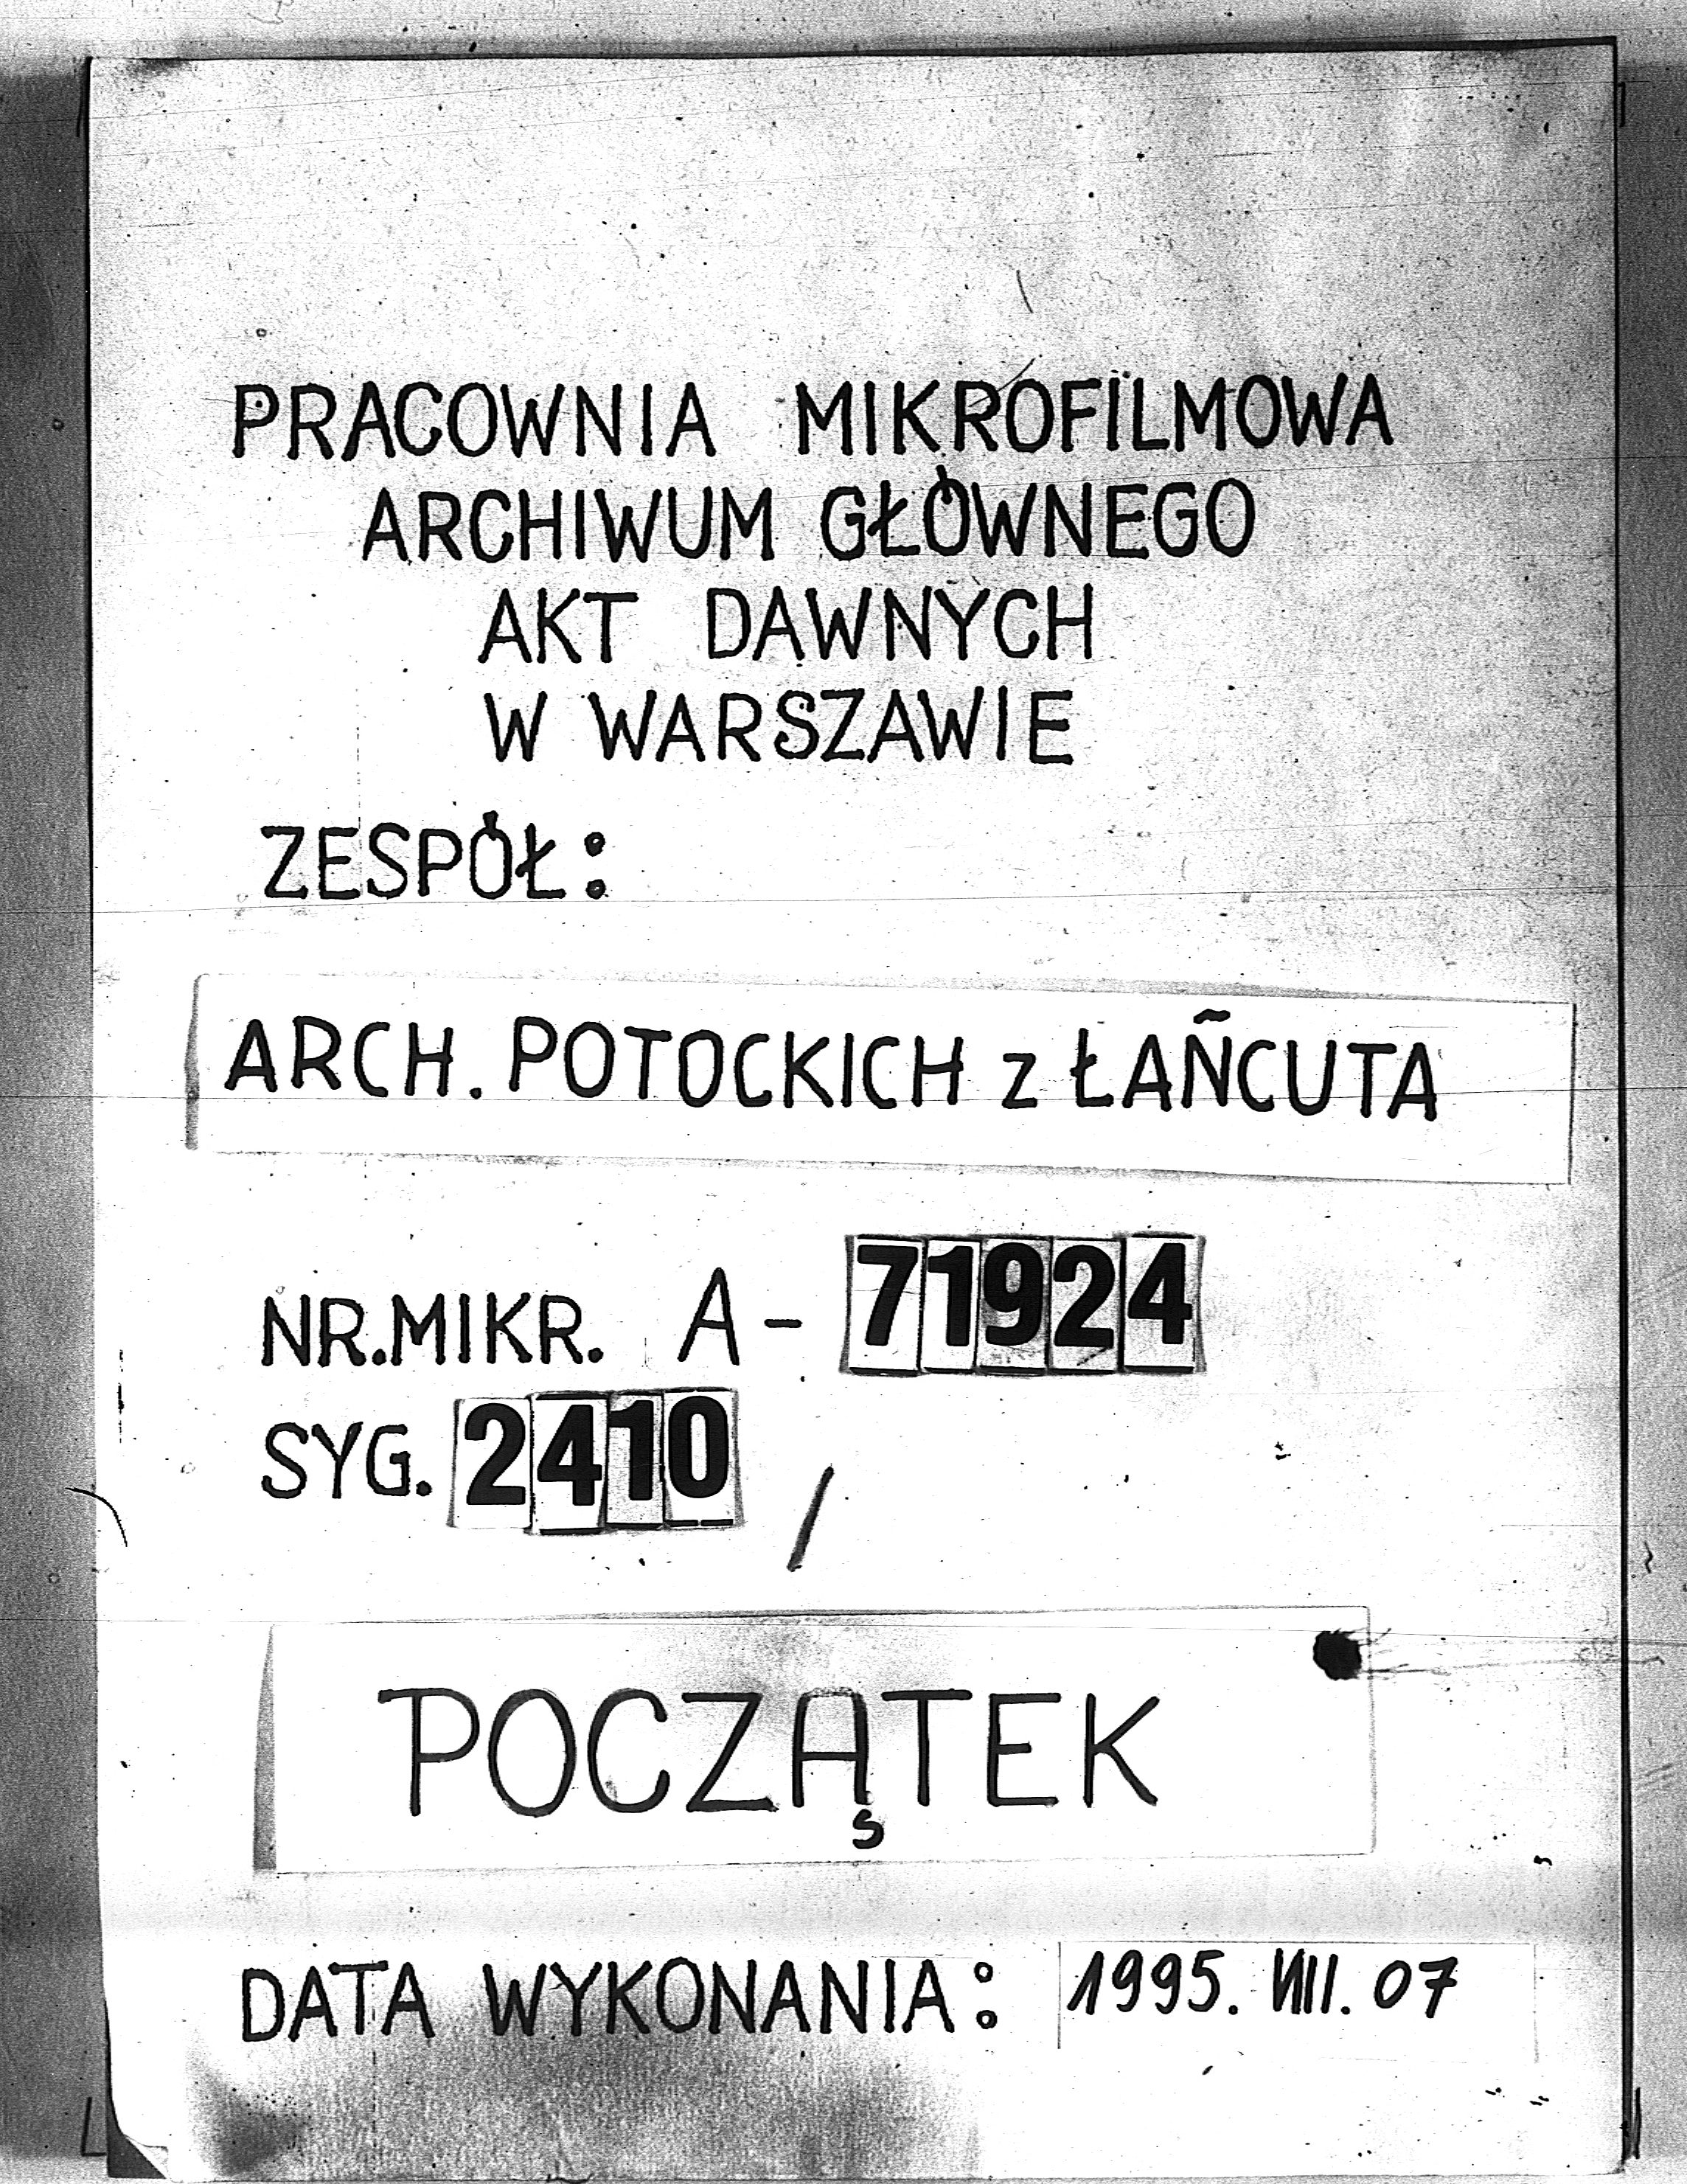 PRACOWNIA MIKROFILMOWA
ARCHIWUM GŁÓWNEGO
AKT DAWNYCH
W WARSZAWIE
ZESPÓŁ:
ARCH. POTOCKICH z ŁAŃCUTA
NR.MIKR. A- 71924
SYG. 2410 /
POCZĄTEK
DATA WYKONANIA: 1995. VIII. 07